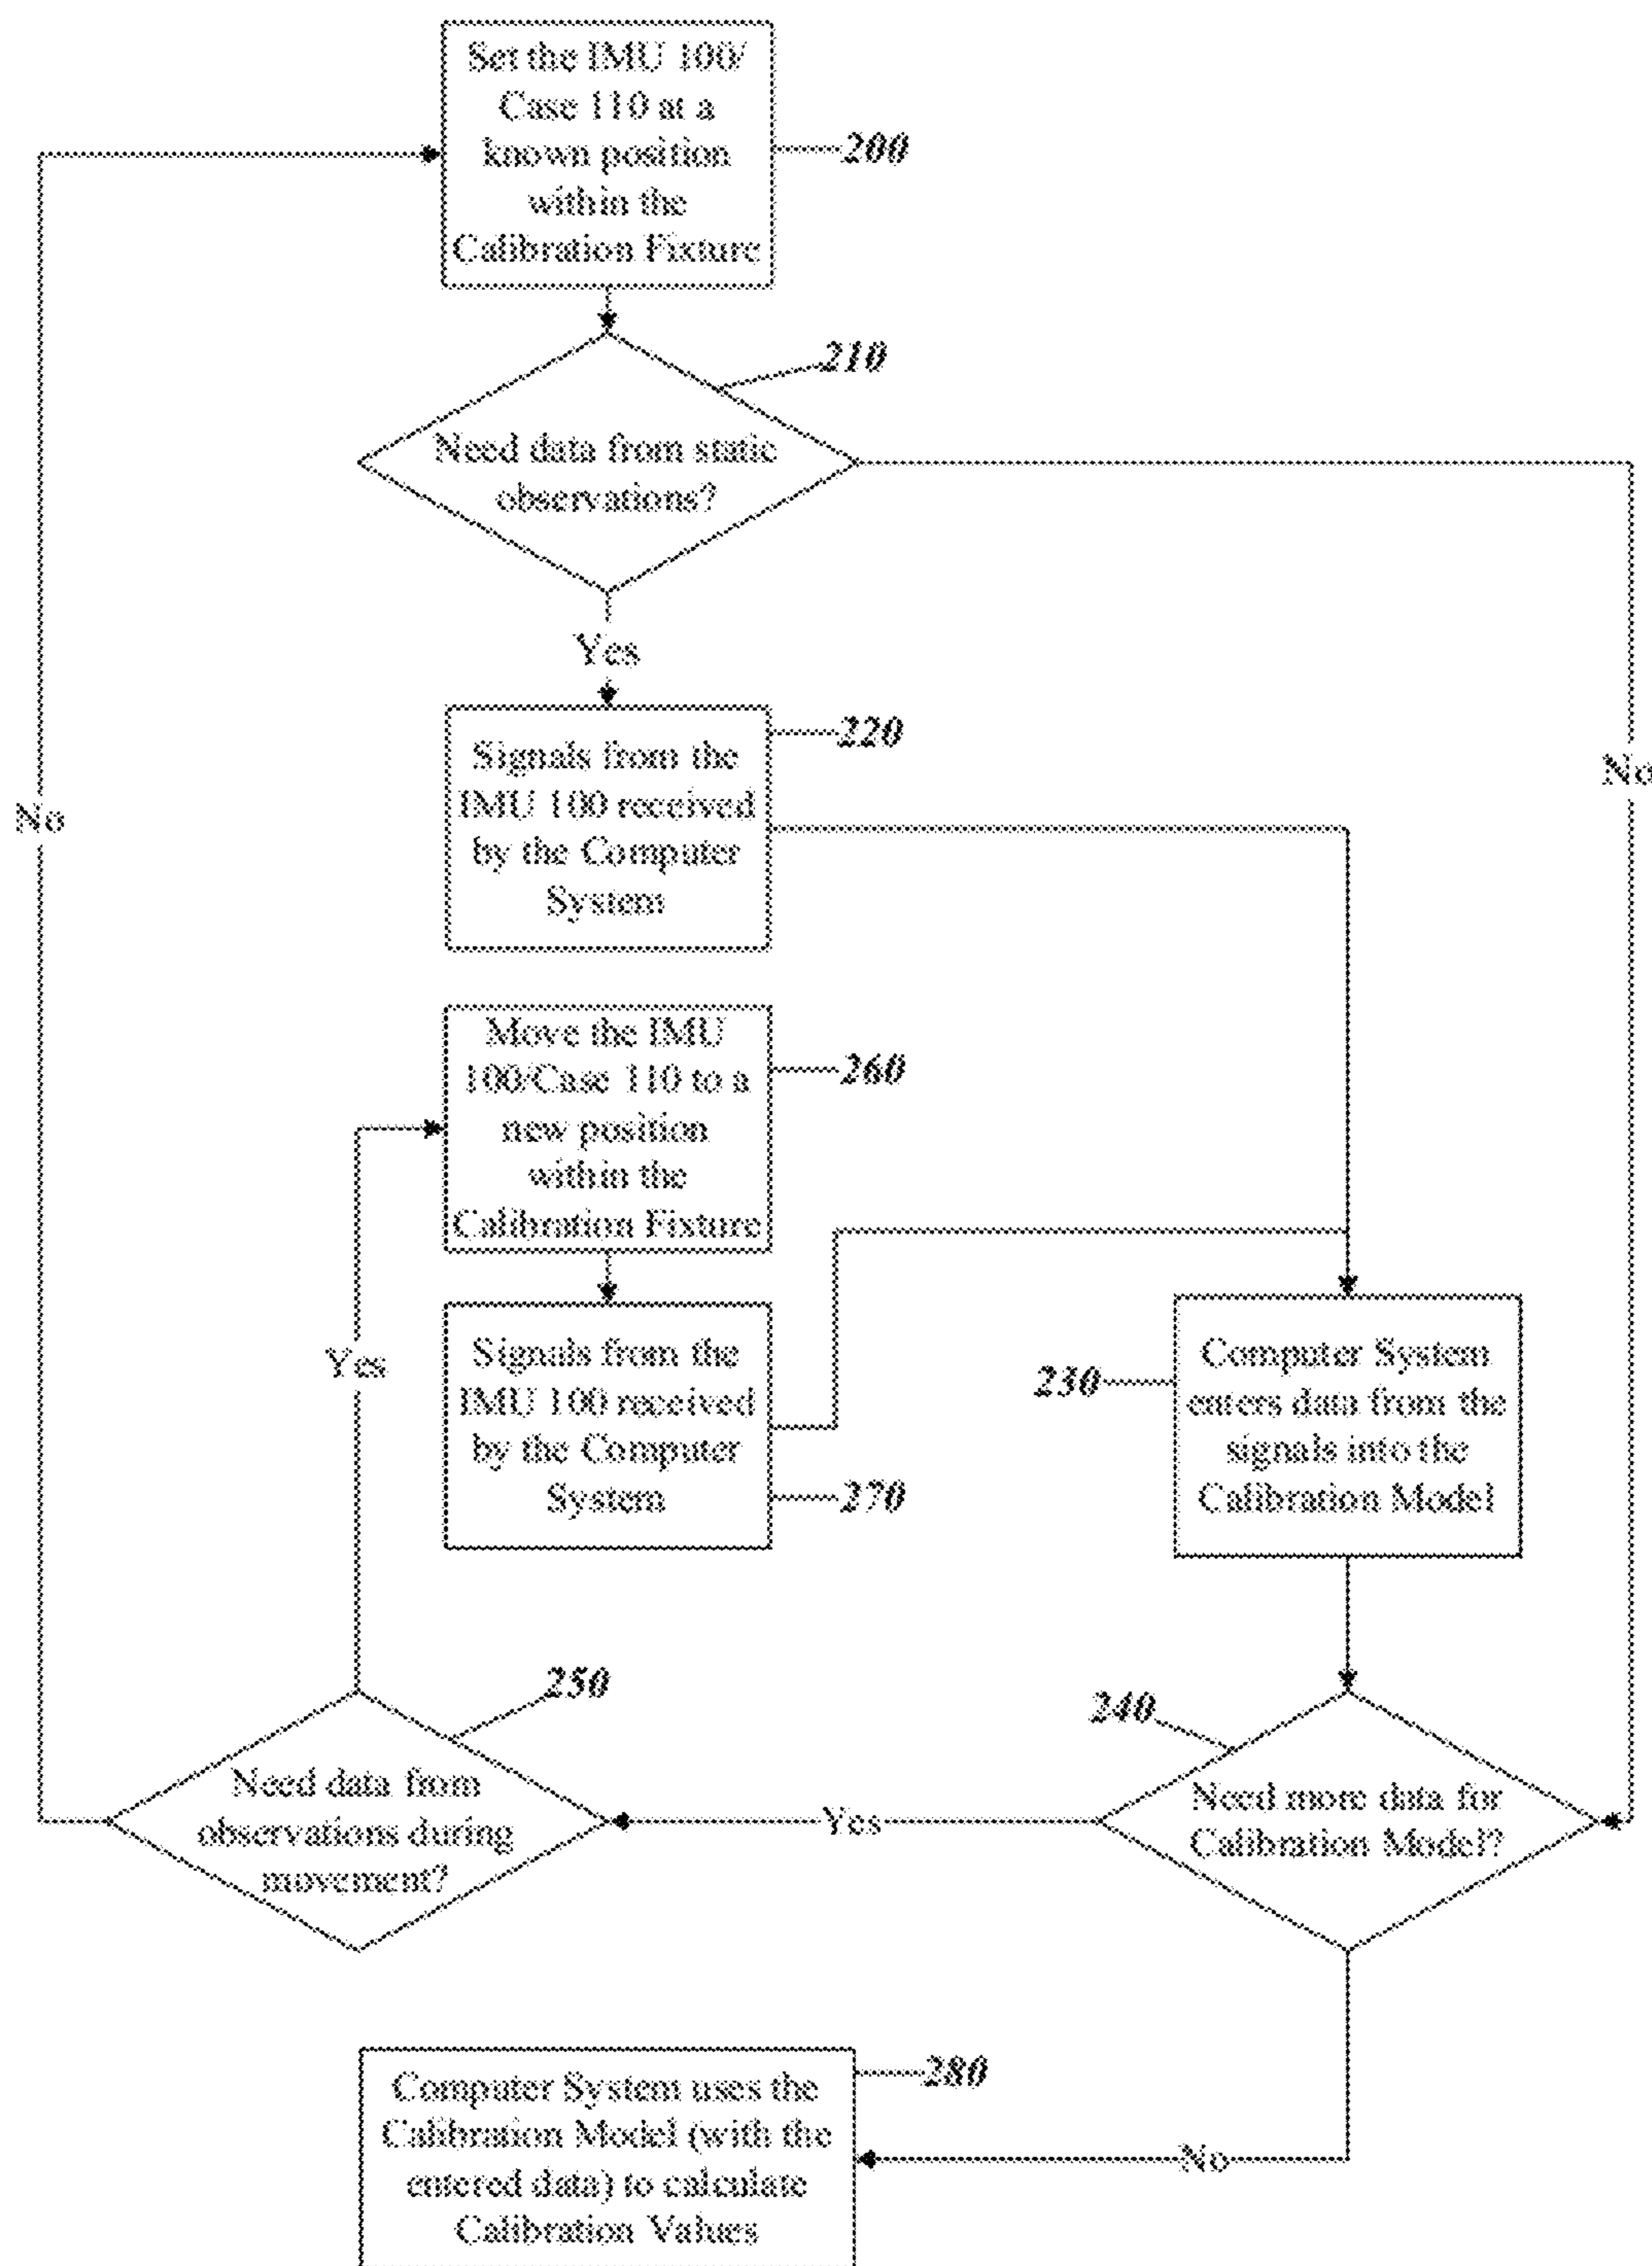 Set the IMU 100/
Case 110 at a
known position
within the
Calibration Fixture
200
210
Need data from static
observations?
Yes
No
No
Signals from the
IMU 100 received
by the Computer
System
220
Move the IMU
100/Case 110 to a
new position
within the
Calibration Fixture
260
Yes
Signals from the
IMU 100 received
by the Computer
System
270
230
Computer System
enters data from the
signals into the
Calibration Model
250
Need data from
observations during
movement?
Yes
240
Need more data for
Calibration Model?
No
Computer System uses the
Calibration Model (with the
entered data) to calculate
Calibration Values
280